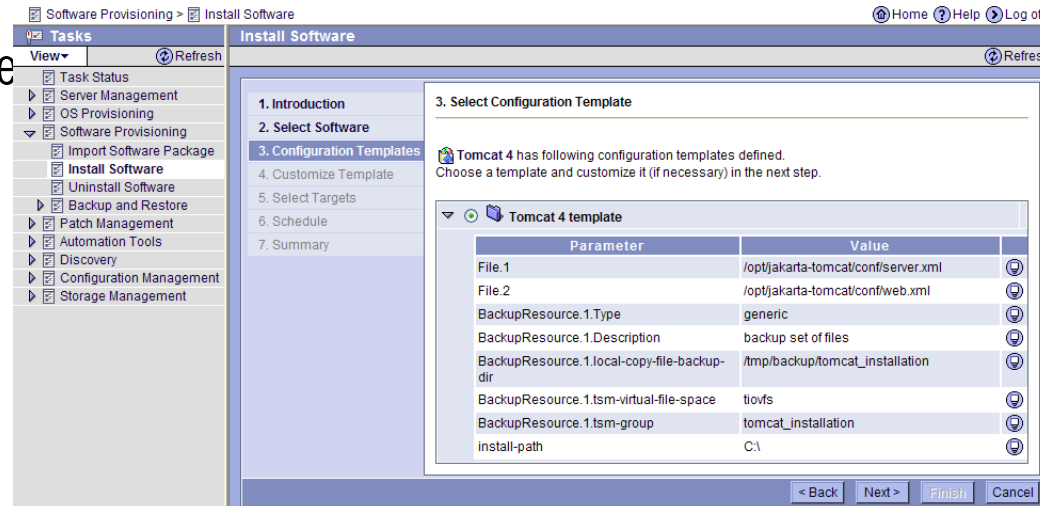 Software Provisioning > Install Software
Home Help Log of
Tasks
View Refresh
Task Status
Server Management
OS Provisioning
Software Provisioning
Import Software Package
Install Software
Uninstall Software
Backup and Restore
Patch Management
Automation Tools
Discovery
Configuration Management
Storage Management
e
Install Software
Refres
1. Introduction
2. Select Software
3. Configuration Templates
4. Customize Template
5. Select Targets
6. Schedule
7. Summary
3. Select Configuration Template
Tomcat 4 has following configuration templates defined.
Choose a template and customize it (if necessary) in the next step.
Tomcat 4 template
Parameter Value
File.1 /opt/jakarta-tomcat/conf/server.xml
File.2 /opt/jakarta-tomcat/conf/web.xml
BackupResource.1.Type generic
BackupResource.1.Description backup set of files
BackupResource.1.local-copy-file-backup- /tmp/backup/tomcat_installation
dir
BackupResource.1.tsm-virtual-file-space tiovfs
BackupResource.1.tsm-group tomcat_installation
install-path C:\
< Back Next > Finish Cancel